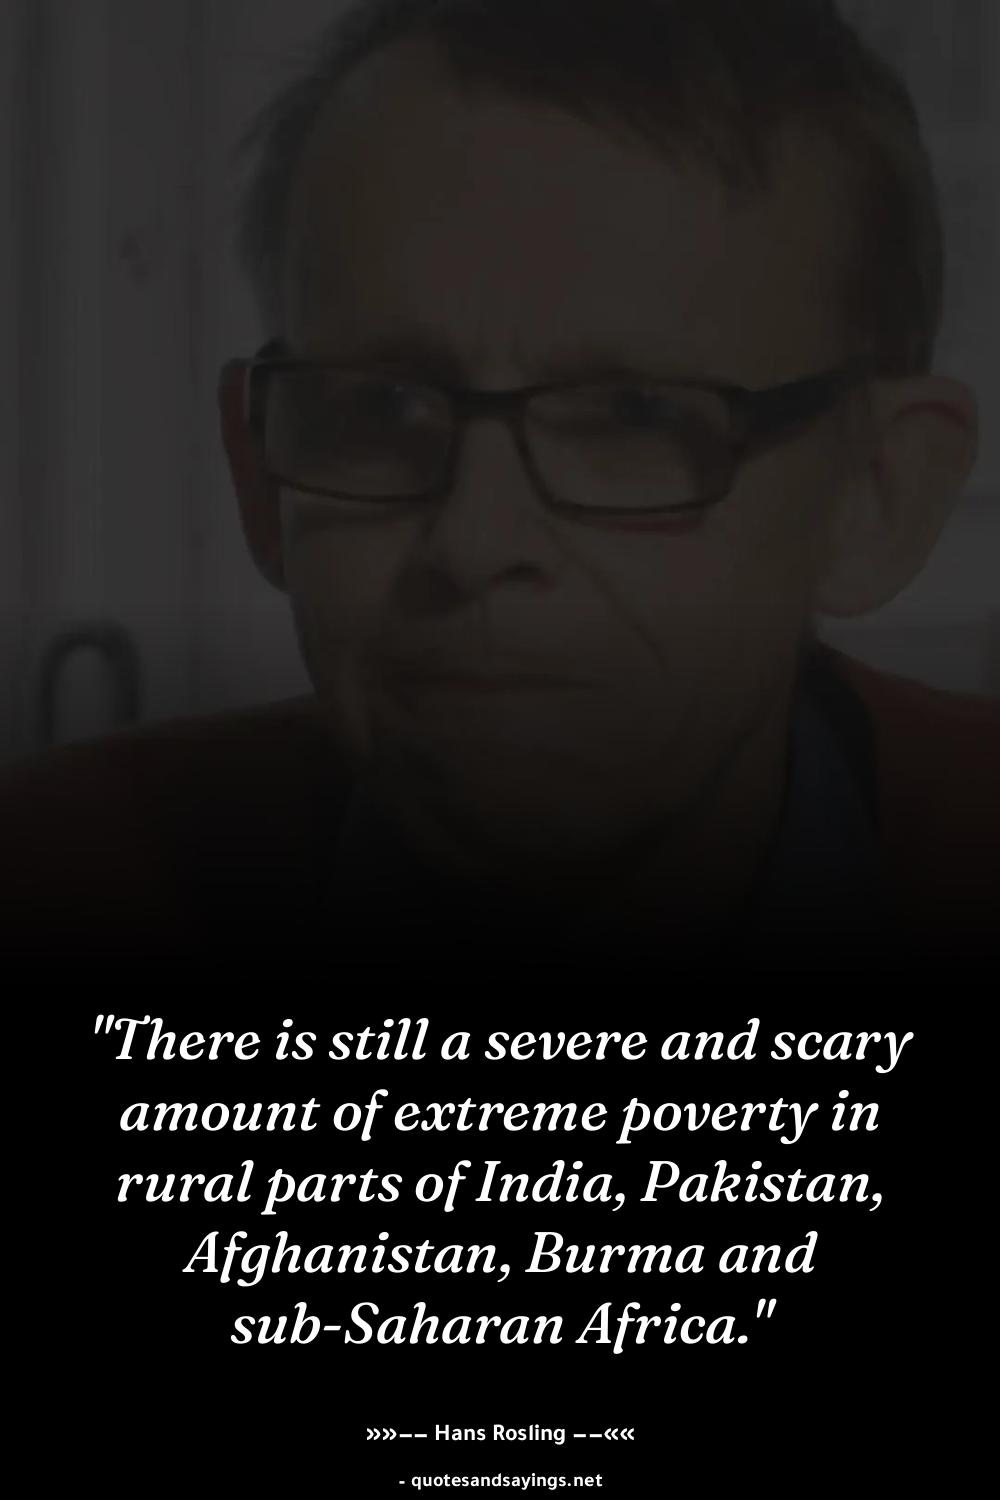 "There is still a severe and scary
amount of extreme poverty in
rural parts of India, Pakistan,
Afghanistan, Burma and
sub-Saharan Africa."
»»–– Hans Rosling ––««
- quotesandsayings.net